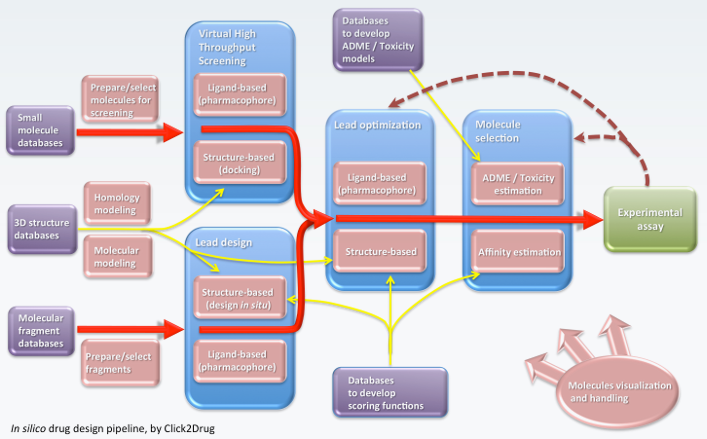 Virtual High
Throughput
Screening
Databases
to develop
ADME / Toxicity
models
Prepare/select
molecules for
screening
Ligand-based
(pharmacophore)
Small
molecule
databases
Lead optimization
Molecule
selection
Structure-based
(docking)
Ligand-based
(pharmacophore)
ADME / Toxicity
estimation
Homology
modeling
3D structure
databases
Experimental
assay
Molecular
modeling
Lead design
Structure-based
Affinity estimation
Structure-based
(design in situ)
Molecular
fragment
databases
Prepare/select
fragments
Ligand-based
(pharmacophore)
Databases
to develop
scoring functions
Molecules visualization
and handling
In silico drug design pipeline, by Click2Drug